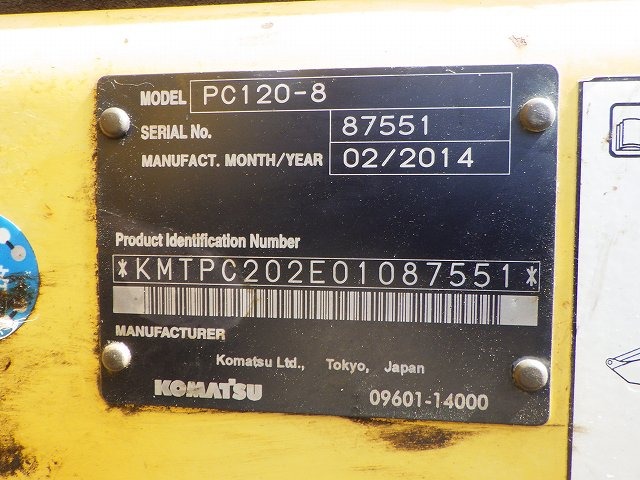 MODEL PC120-8
SERIAL No. 87551
MANUFACT. MONTH/YEAR 02/2014
Product Identification Number
*KMTPC202E01087551*
MANUFACTURER
Komatsu Ltd., Tokyo, Japan
KOMATSU 09601-14000